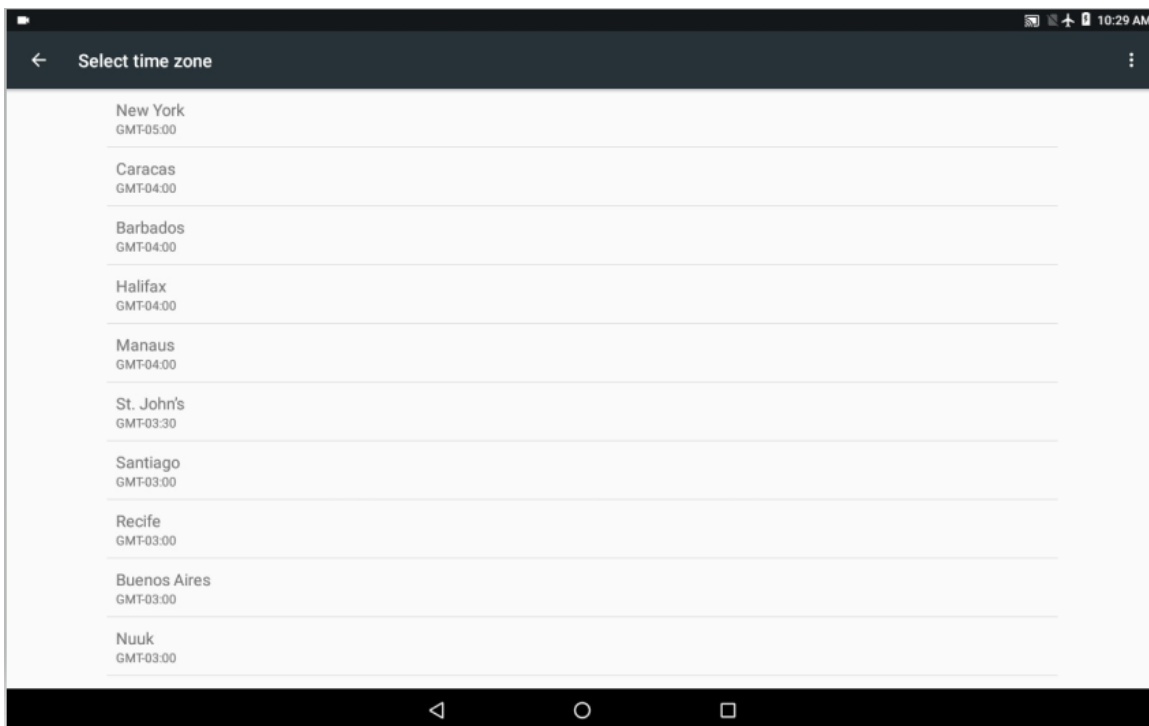 10:29 AM
Select time zone
New York
GMT-05:00
Caracas
GMT-04:00
Barbados
GMT-04:00
Halifax
GMT-04:00
Manaus
GMT-04:00
St. John's
GMT-03:30
Santiago
GMT-03:00
Recife
GMT-03:00
Buenos Aires
GMT-03:00
Nuuk
GMT-03:00